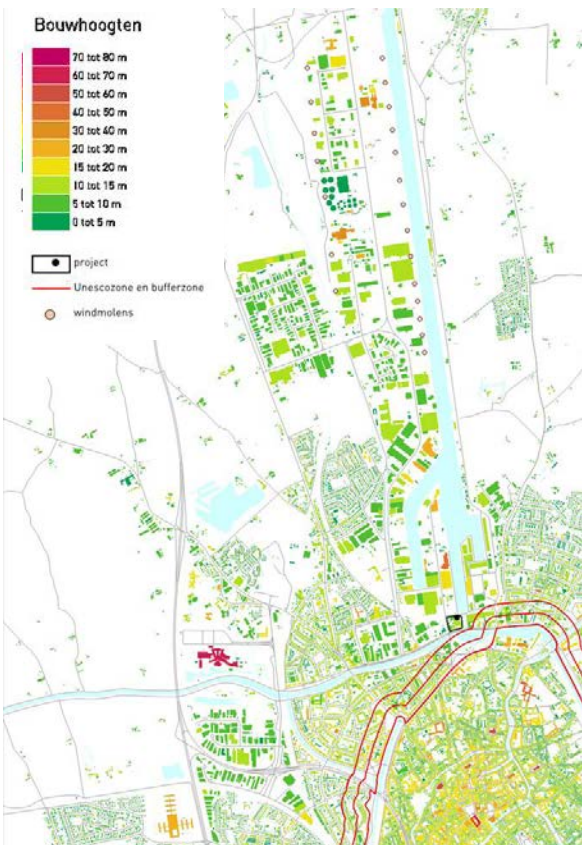 Bouwhoogten
70 tot 80 m
60 tot 70 m
50 tot 60 m
40 tot 50 m
30 tot 40 m
20 tot 30 m
15 tot 20 m
10 tot 15 m
5 tot 10 m
0 tot 5 m
project
Unescozone en bufferzone
windmolens